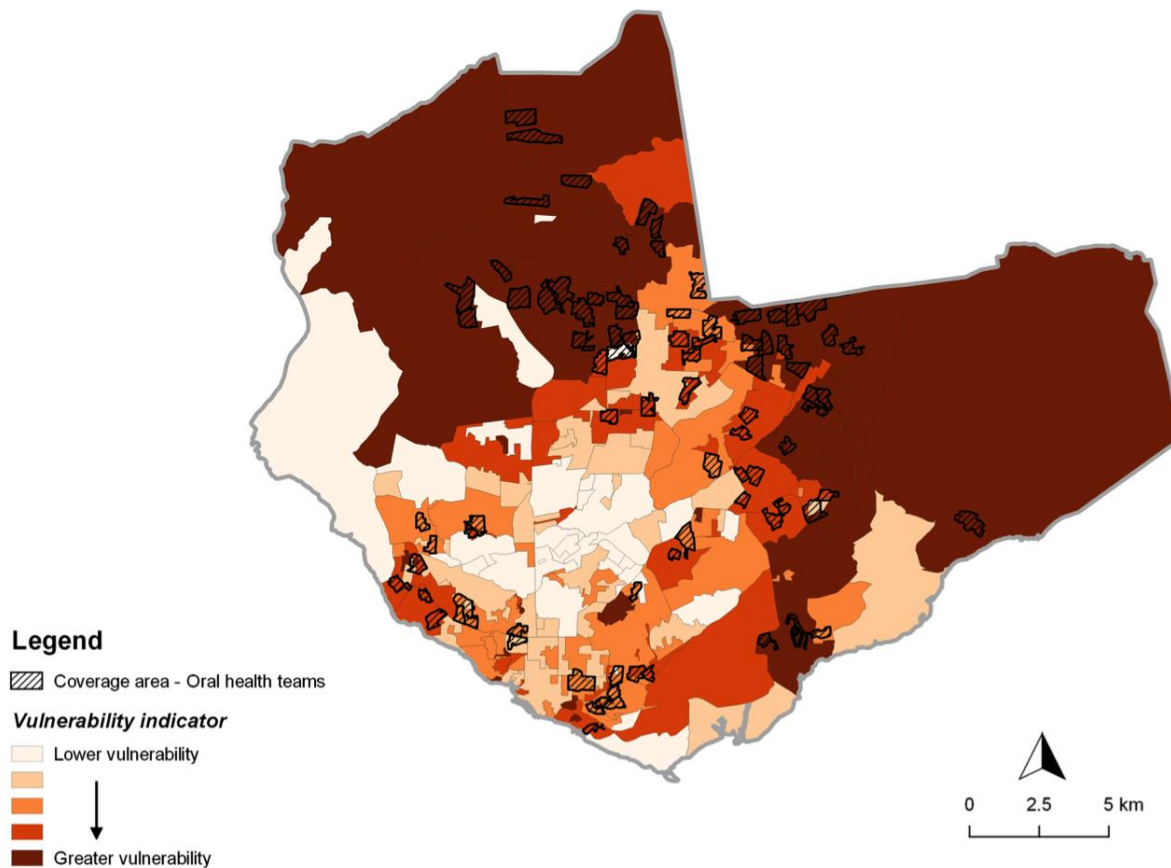 Legend
Coverage area - Oral health teams
Vulnerability indicator
Lower vulnerability
Greater vulnerability
0 2.5 5 km